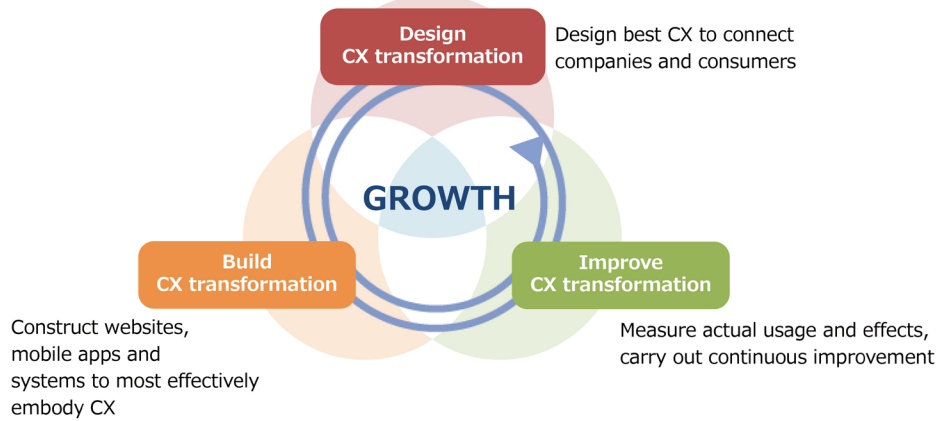 Design
CX transformation
Design best CX to connect
companies and consumers
GROWTH
Build
CX transformation
Improve
CX transformation
Construct websites,
mobile apps and
systems to most effectively
embody CX
Measure actual usage and effects,
carry out continuous improvement